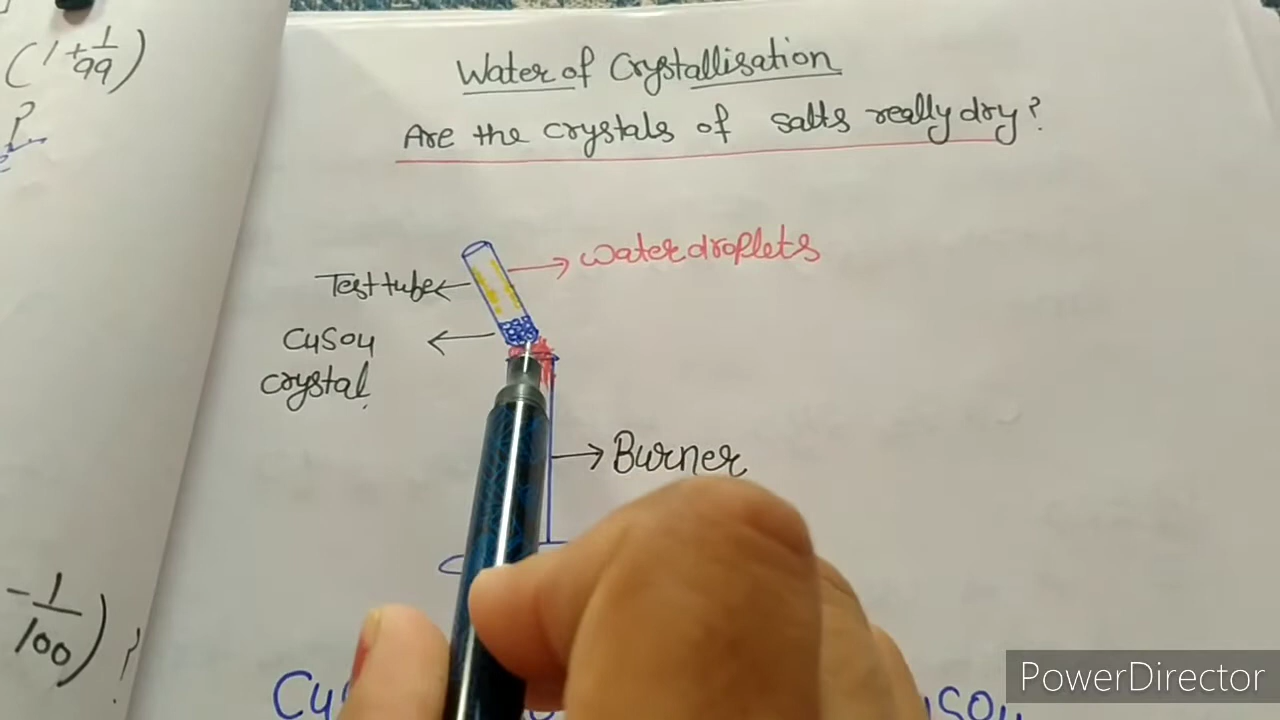 (1+1/99)
P
Water of Crystallisation
Are the crystals of salts really dry?
Water droplets
Test tube
CuSO4
crystal
Burner
-1/100)?
SO4
PowerDirector